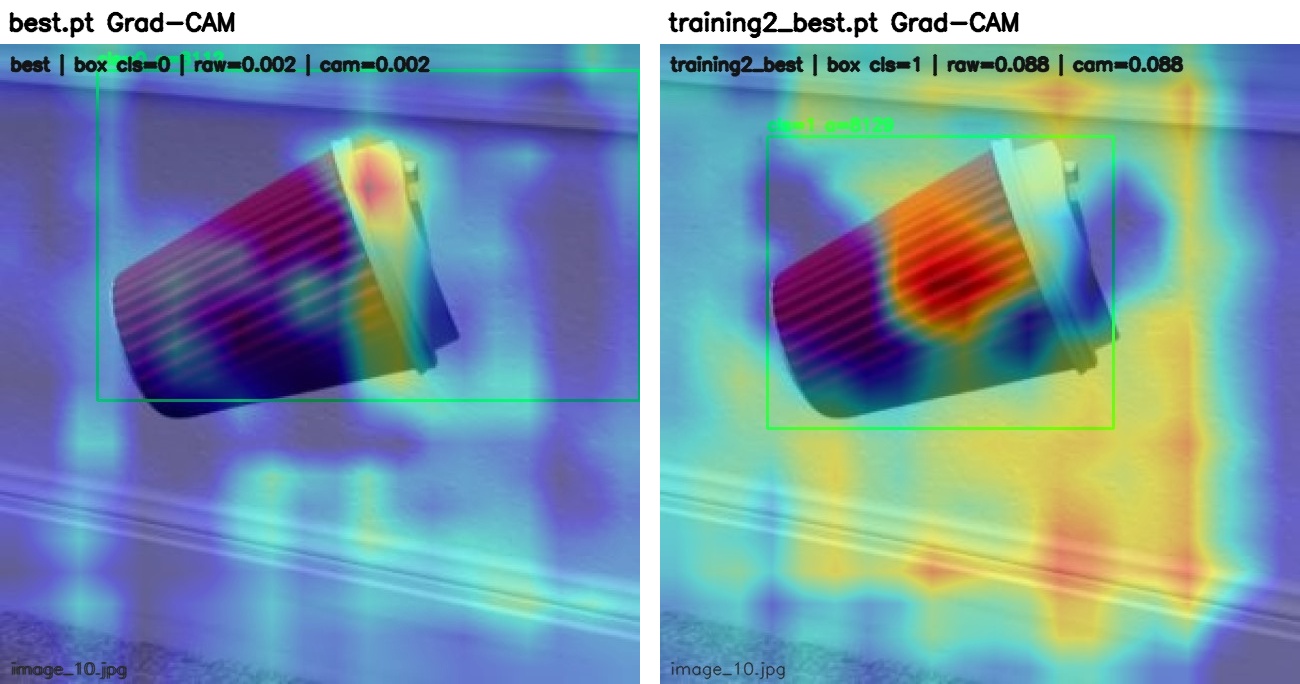 best.pt Grad-CAM
training2_best.pt Grad-CAM
best | box cls=0 | raw=0.002 | cam=0.002
training2_best | box cls=1 | raw=0.088 | cam=0.088
image_10.jpg
image_10.jpg